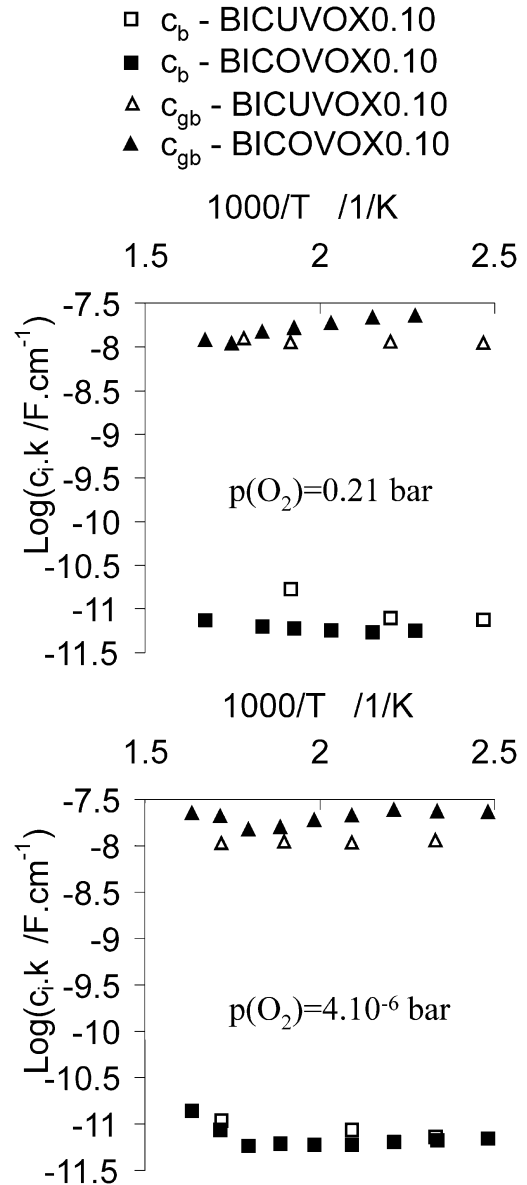 c_b - BICUVOX0.10
c_b - BICOVOX0.10
c_gb - BICUVOX0.10
c_gb - BICOVOX0.10
1000/T /1/K
1.5 2 2.5
Log(c_i.k /F.cm^-1)
-7.5
-8
-8.5
-9
-9.5
-10
-10.5
-11
-11.5
p(O_2)=0.21 bar
1000/T /1/K
1.5 2 2.5
Log(c_i.k /F.cm^-1)
-7.5
-8
-8.5
-9
-9.5
-10
-10.5
-11
-11.5
p(O_2)=4.10^-6 bar